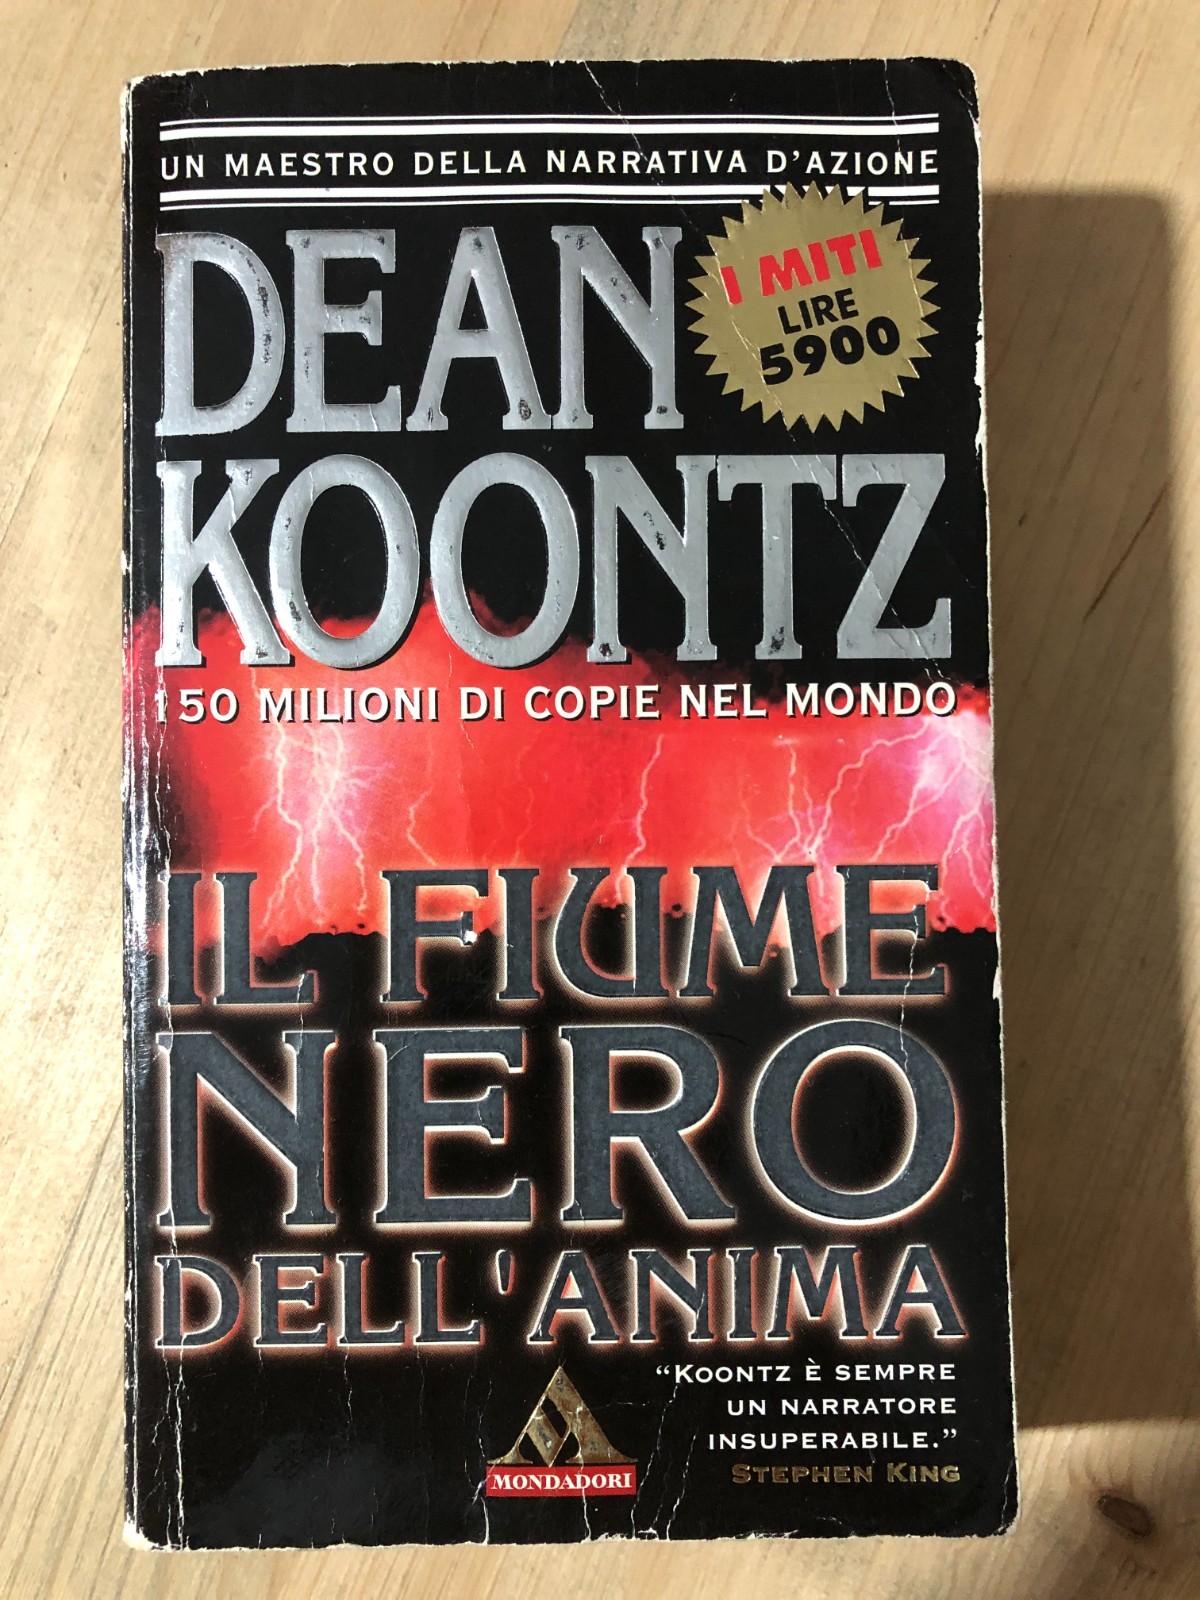 UN MAESTRO DELLA NARRATIVA D'AZIONE
DEAN
I MITI
LIRE
5900
KOONTZ
150 MILIONI DI COPIE NEL MONDO
IL FIUME
NERO
DELL'ANIMA
“KOONTZ È SEMPRE
UN NARRATORE
INSUPERABILE.”
STEPHEN KING
MONDADORI